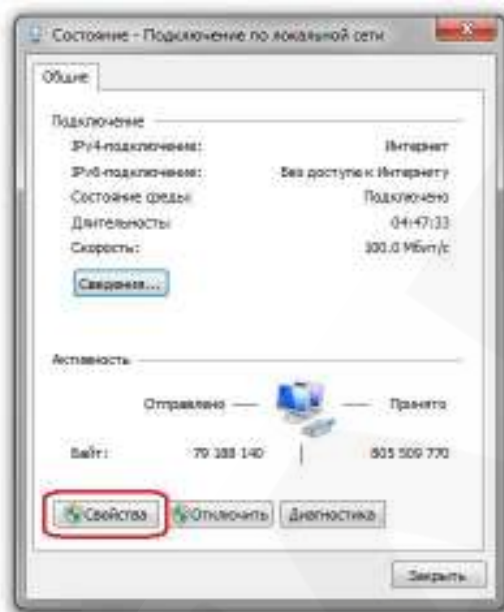 Состояние - Подключение по локальной сети
Общие
Подключение
IPv4-подключение: Интернет
IPv6-подключение: Без доступа к Интернету
Состояние среды: Подключено
Длительность: 04:47:33
Скорость: 100.0 Мбит/с
Сведения...
Активность
Отправлено — — Принято
Байт: 79 188 140 | 805 509 770
Свойства Отключить Диагностика
Закрыть